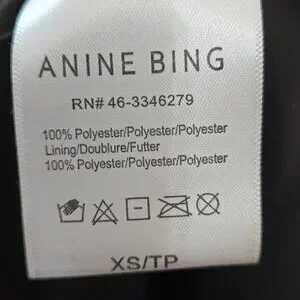 ANINE BING
RN# 46-3346279
100% Polyester/Polyester/Polyester
Lining/Doublure/Futter
100% Polyester/Polyester/Polyester
XS/TP